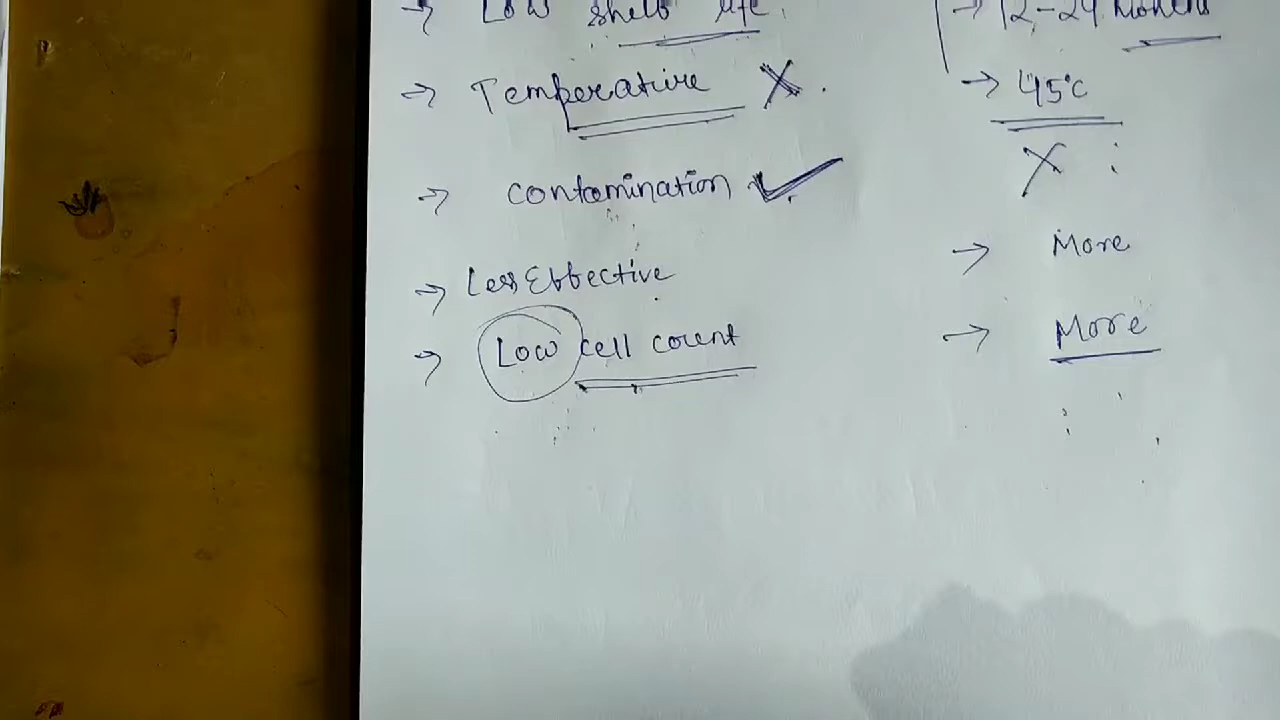 → Low shelf life.
→ 12-24 Months
→ Temperature X.
→ 45°C
→ contamination ✓
X :
→ Less Effective
→ More
→ Low cell count
→ More